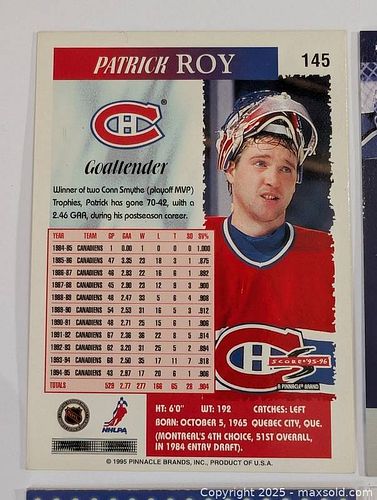 PATRICK ROY 145
Goaltender
Winner of two Conn Smythe (playoff MVP)
Trophies, Patrick has gone 70-42, with a
2.46 GAA, during his postseason career.
YEAR TEAM GP GAA W L T SO SV%
1984-85 CANADIENS 1 0.00 1 0 0 0 1.000
1985-86 CANADIENS 47 3.35 23 18 3 1 .875
1986-87 CANADIENS 46 2.93 22 16 6 1 .892
1987-88 CANADIENS 45 2.90 23 12 9 3 .900
1988-89 CANADIENS 48 2.47 33 5 6 4 .908
1989-90 CANADIENS 54 2.53 31 16 5 3 .912
1990-91 CANADIENS 48 2.71 25 15 6 1 .906
1991-92 CANADIENS 67 2.36 36 22 8 5 .914
1992-93 CANADIENS 62 3.20 31 25 5 2 .894
1993-94 CANADIENS 68 2.50 35 17 11 7 .918
1994-95 CANADIENS 43 2.97 17 20 6 1 .906
TOTALS 529 2.77 277 166 65 28 .904
SCORE '95-96
A PINNACLE BRAND
NHLPA
HT: 6'0" WT: 192 CATCHES: LEFT
BORN: OCTOBER 5, 1965 QUEBEC CITY, QUE.
(MONTREAL'S 4TH CHOICE, 51ST OVERALL,
IN 1984 ENTRY DRAFT).
© 1995 PINNACLE BRANDS, INC., PRODUCT OF U.S.A.
Copyright 2025 - maxsold.com